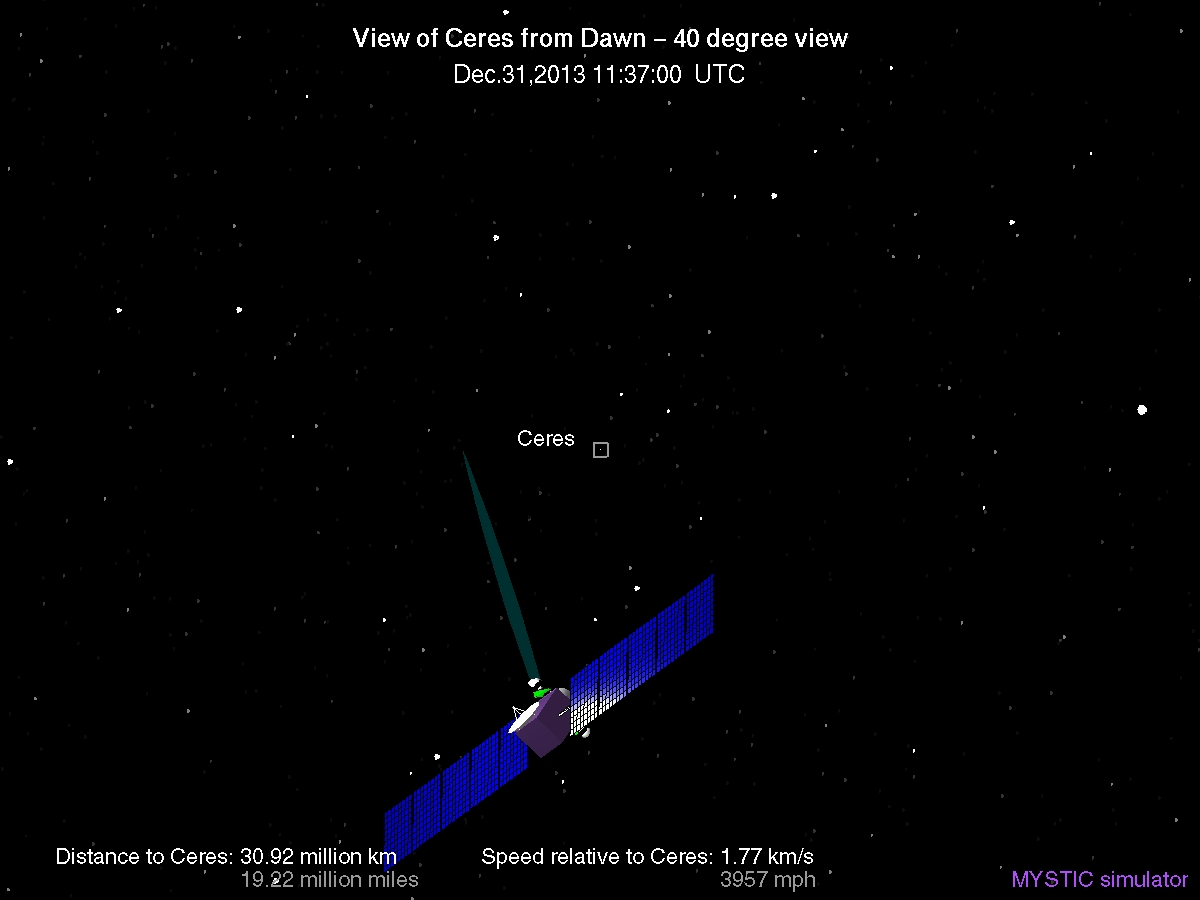 View of Ceres from Dawn – 40 degree view
Dec.31,2013 11:37:00 UTC
Ceres
Distance to Ceres: 30.92 million km
19.22 million miles
Speed relative to Ceres: 1.77 km/s
3957 mph
MYSTIC simulator